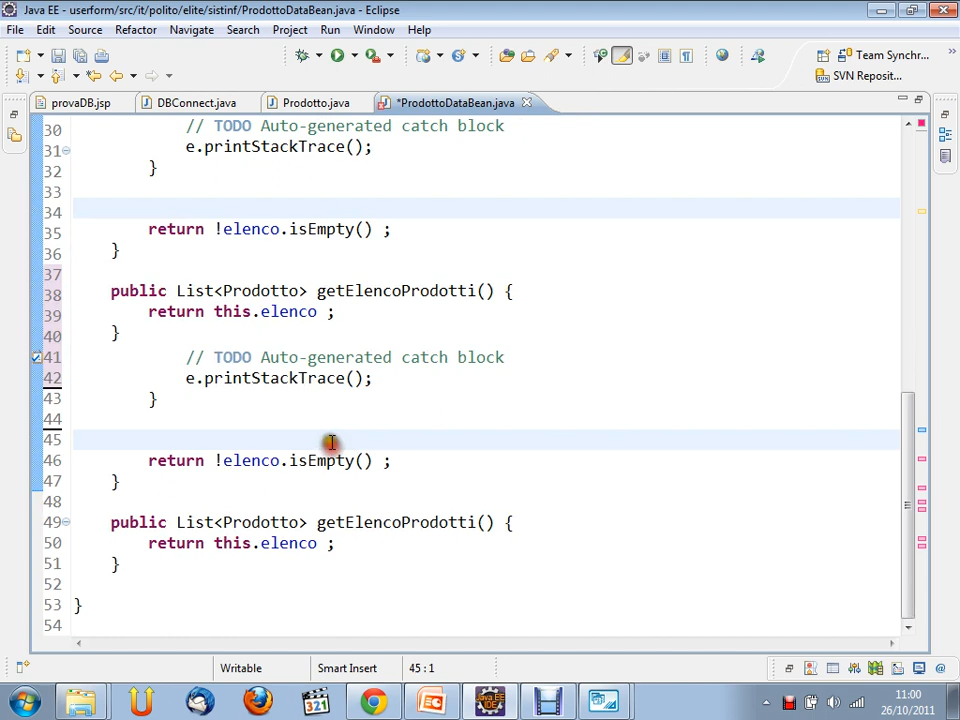 Java EE - userform/src/it/polito/elite/sistinf/ProdottoDataBean.java - Eclipse
File Edit Source Refactor Navigate Search Project Run Window Help
Team Synchr...
SVN Reposit...
provaDB.jsp DBConnect.java Prodotto.java *ProdottoDataBean.java
30 // TODO Auto-generated catch block
31 e.printStackTrace();
32 }
33
34
35 return !elenco.isEmpty() ;
36 }
37
38 public List<Prodotto> getElencoProdotti() {
39 return this.elenco ;
40 }
41 // TODO Auto-generated catch block
42 e.printStackTrace();
43 }
44
45
46 return !elenco.isEmpty() ;
47 }
48
49 public List<Prodotto> getElencoProdotti() {
50 return this.elenco ;
51 }
52
53 }
54
Writable Smart Insert 45 : 1
321
Java EE
IDE
11:00
26/10/2011